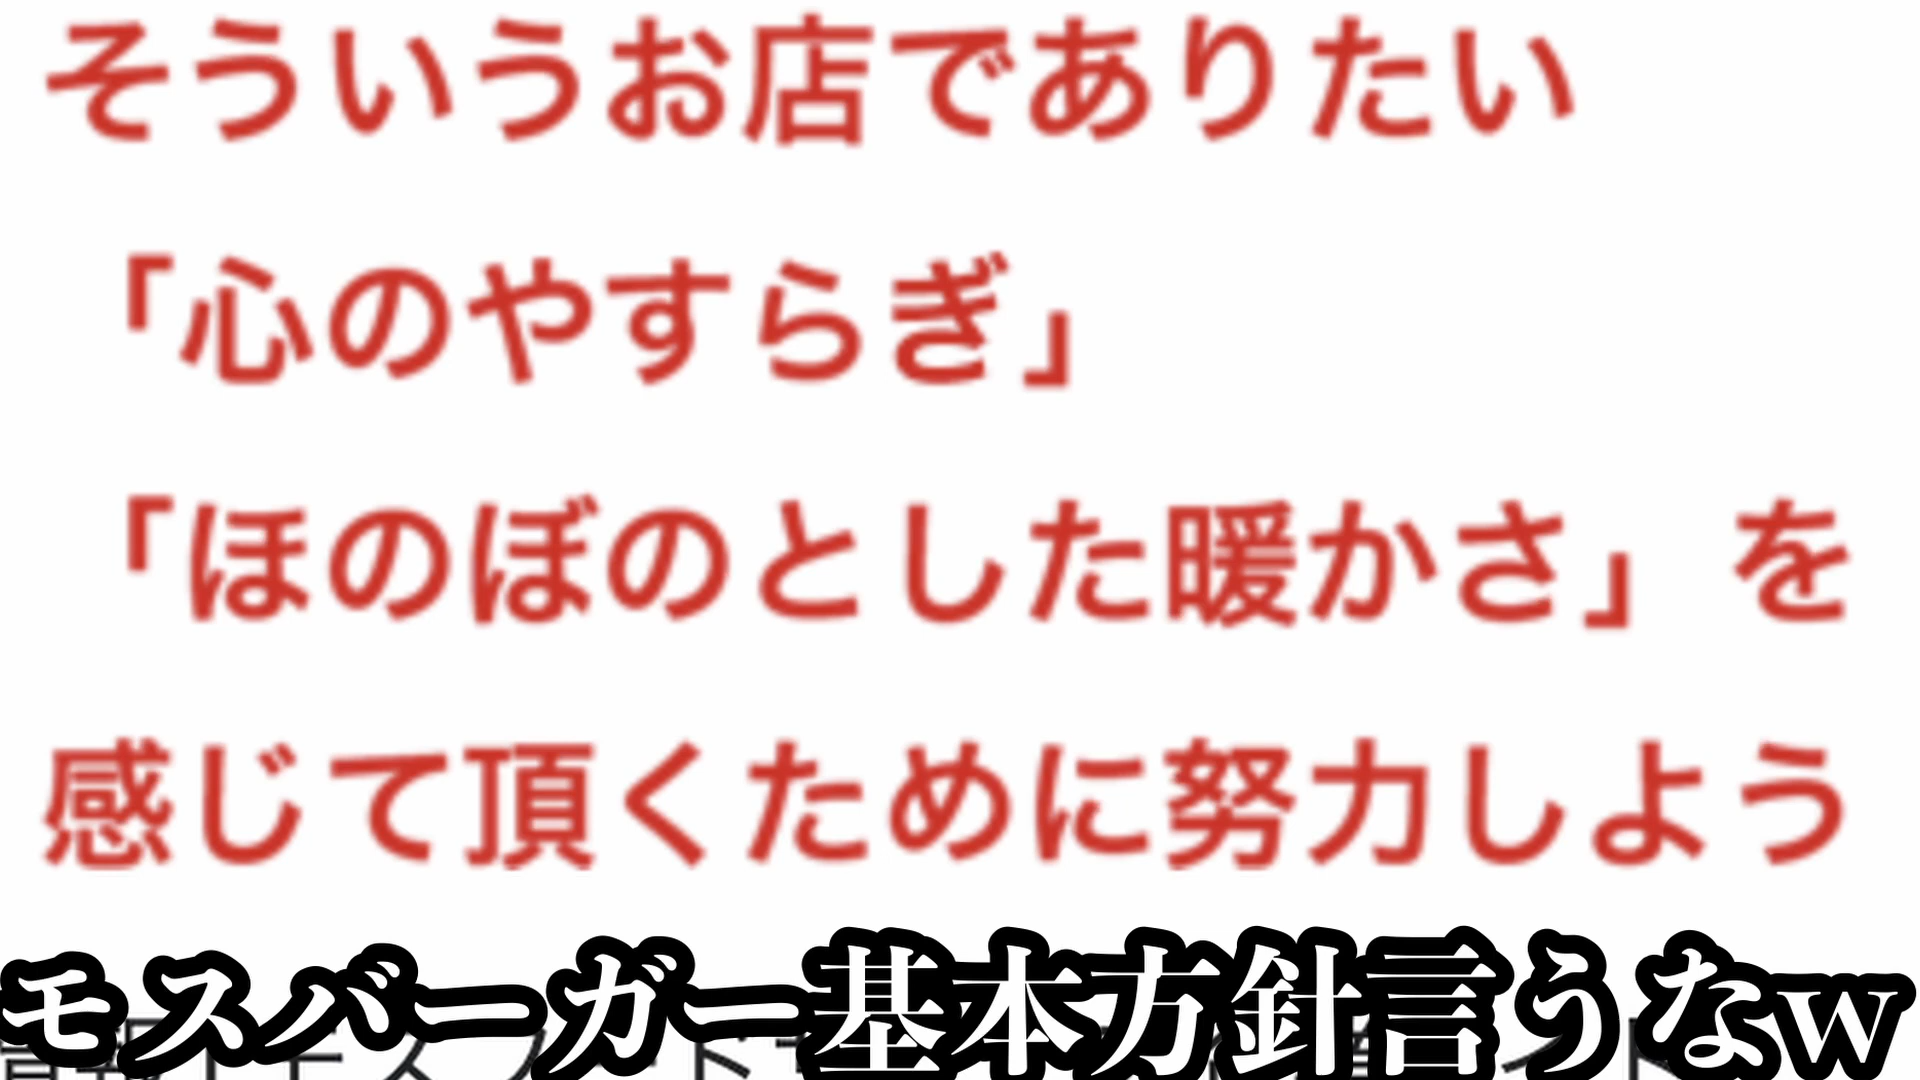 そういうお店でありたい
「心のやすらぎ」
「ほのぼのとした暖かさ」を
感じて頂くために努力しよう
モスバーガー基本方針言うなw